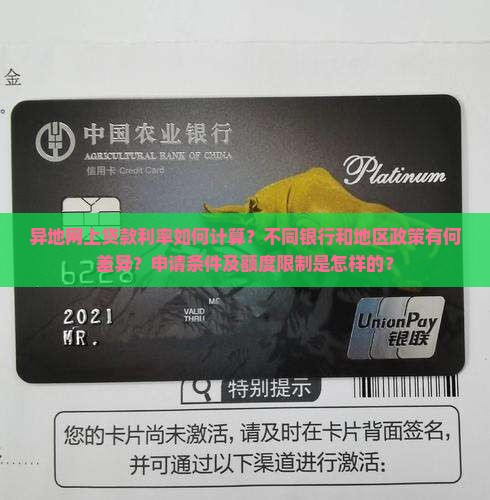 金
中国农业银行
AGRICULTURAL BANK OF CHINA
信用卡 Credit Card
Platinum
异地网上贷款利率如何计算？不同银行和地区政策有何
差异？申请条件及额度限制是怎样的？
6228
2021
VALID
THRU
MR.
UnionPay
银联
特别提示
您的卡片尚未激活，请及时在卡片背面签名，
并可通过以下渠道进行激活：